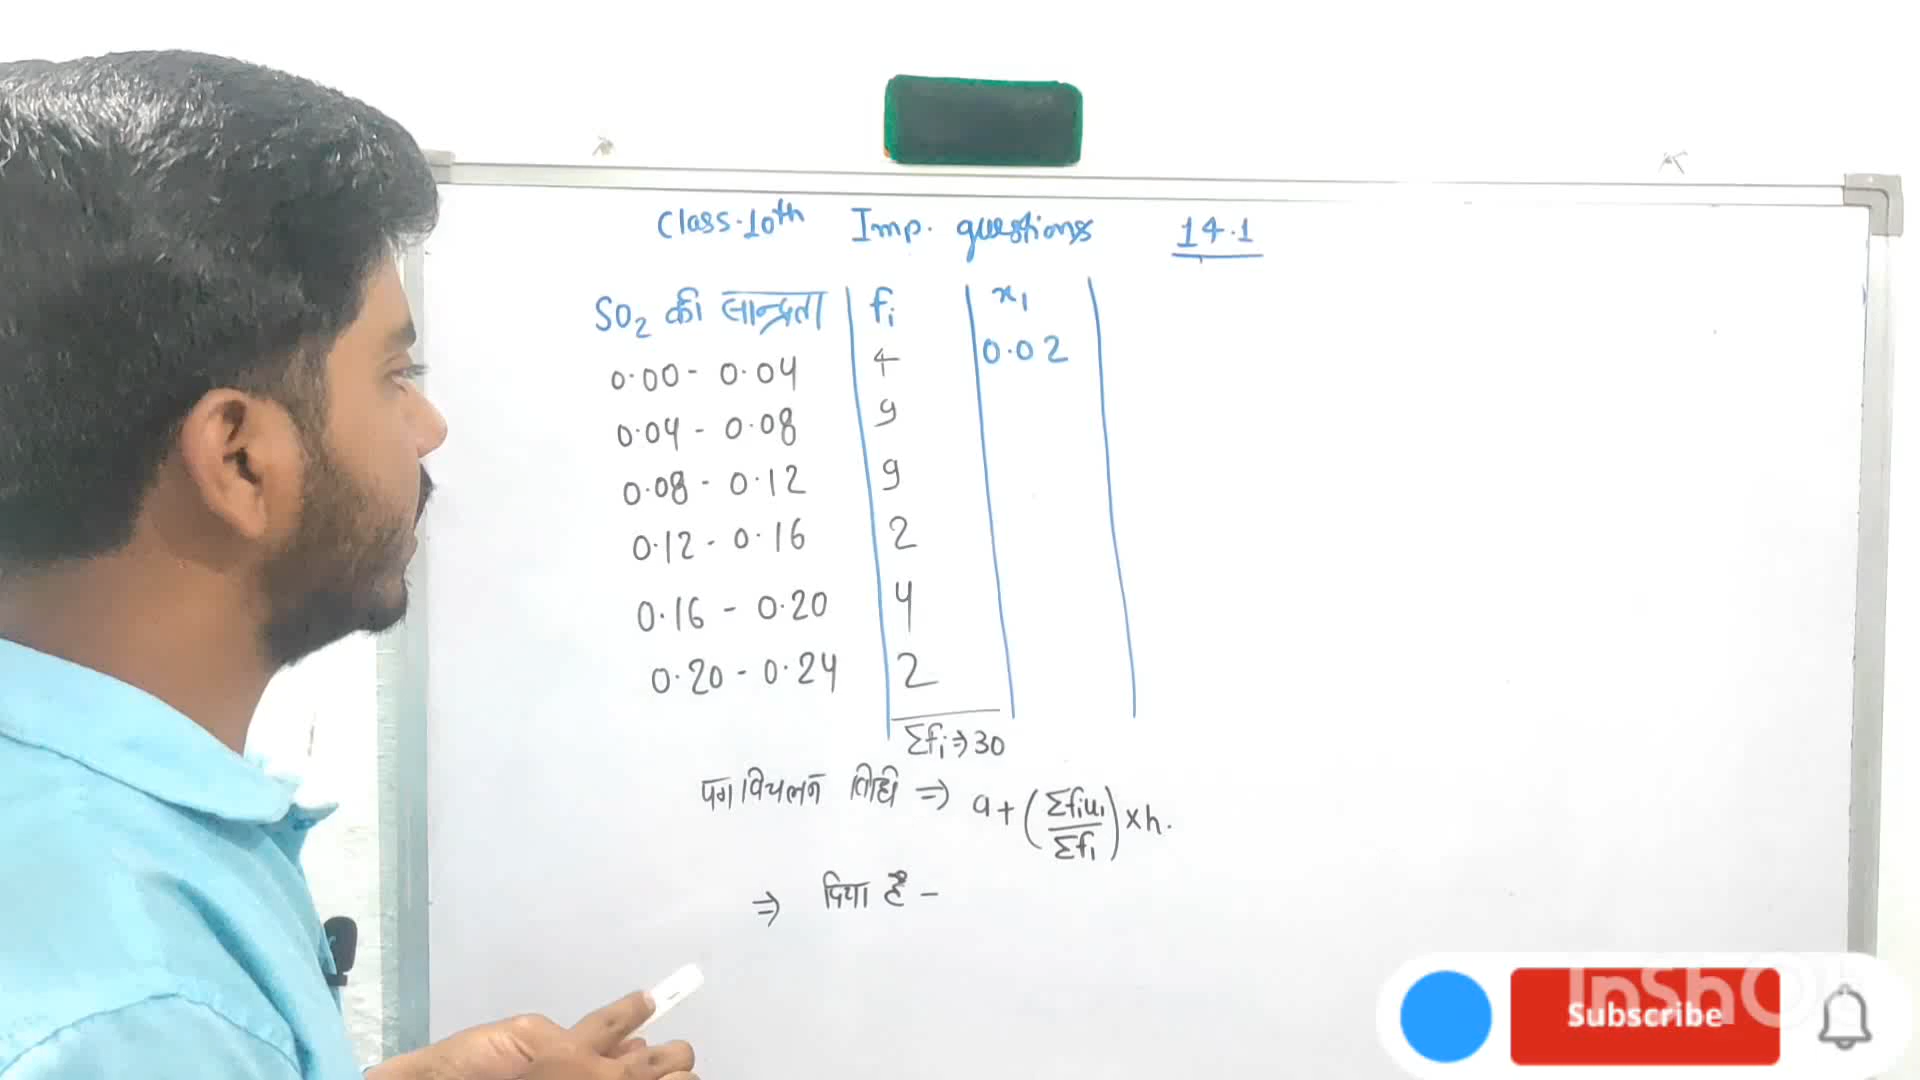 Class-10th Imp. questions 14.1
SO2 की सान्द्रता fi x1
0.00 - 0.04 4 0.02
0.04 - 0.08 9
0.08 - 0.12 9
0.12 - 0.16 2
0.16 - 0.20 4
0.20 - 0.24 2
Σfi ⇒ 30
पग विचलन विधि ⇒ a + (Σfiui/Σfi) × h.
⇒ दिया है -
InShO
Subscribe